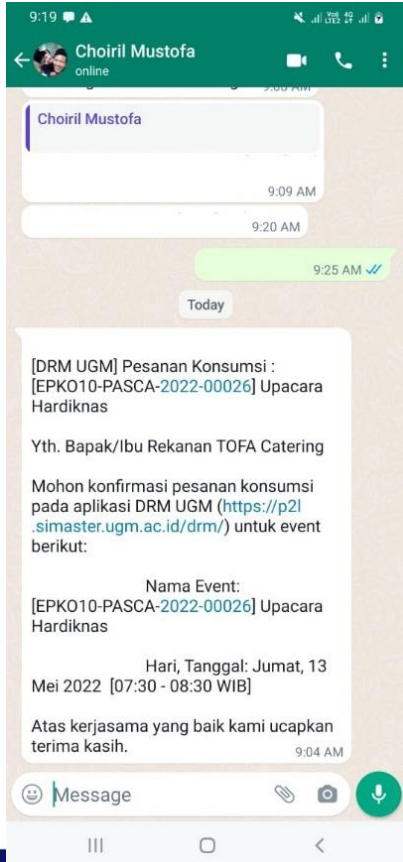 9:19
Choiril Mustofa
online
Choiril Mustofa
9:09 AM
9:20 AM
9:25 AM
Today
[DRM UGM] Pesanan Konsumsi :
[EPKO10-PASCA-2022-00026] Upacara
Hardiknas
Yth. Bapak/Ibu Rekanan TOFA Catering
Mohon konfirmasi pesanan konsumsi
pada aplikasi DRM UGM (https://p2l
.simaster.ugm.ac.id/drm/) untuk event
berikut:
Nama Event:
[EPKO10-PASCA-2022-00026] Upacara
Hardiknas
Hari, Tanggal: Jumat, 13
Mei 2022 [07:30 - 08:30 WIB]
Atas kerjasama yang baik kami ucapkan
terima kasih.
9:04 AM
Message